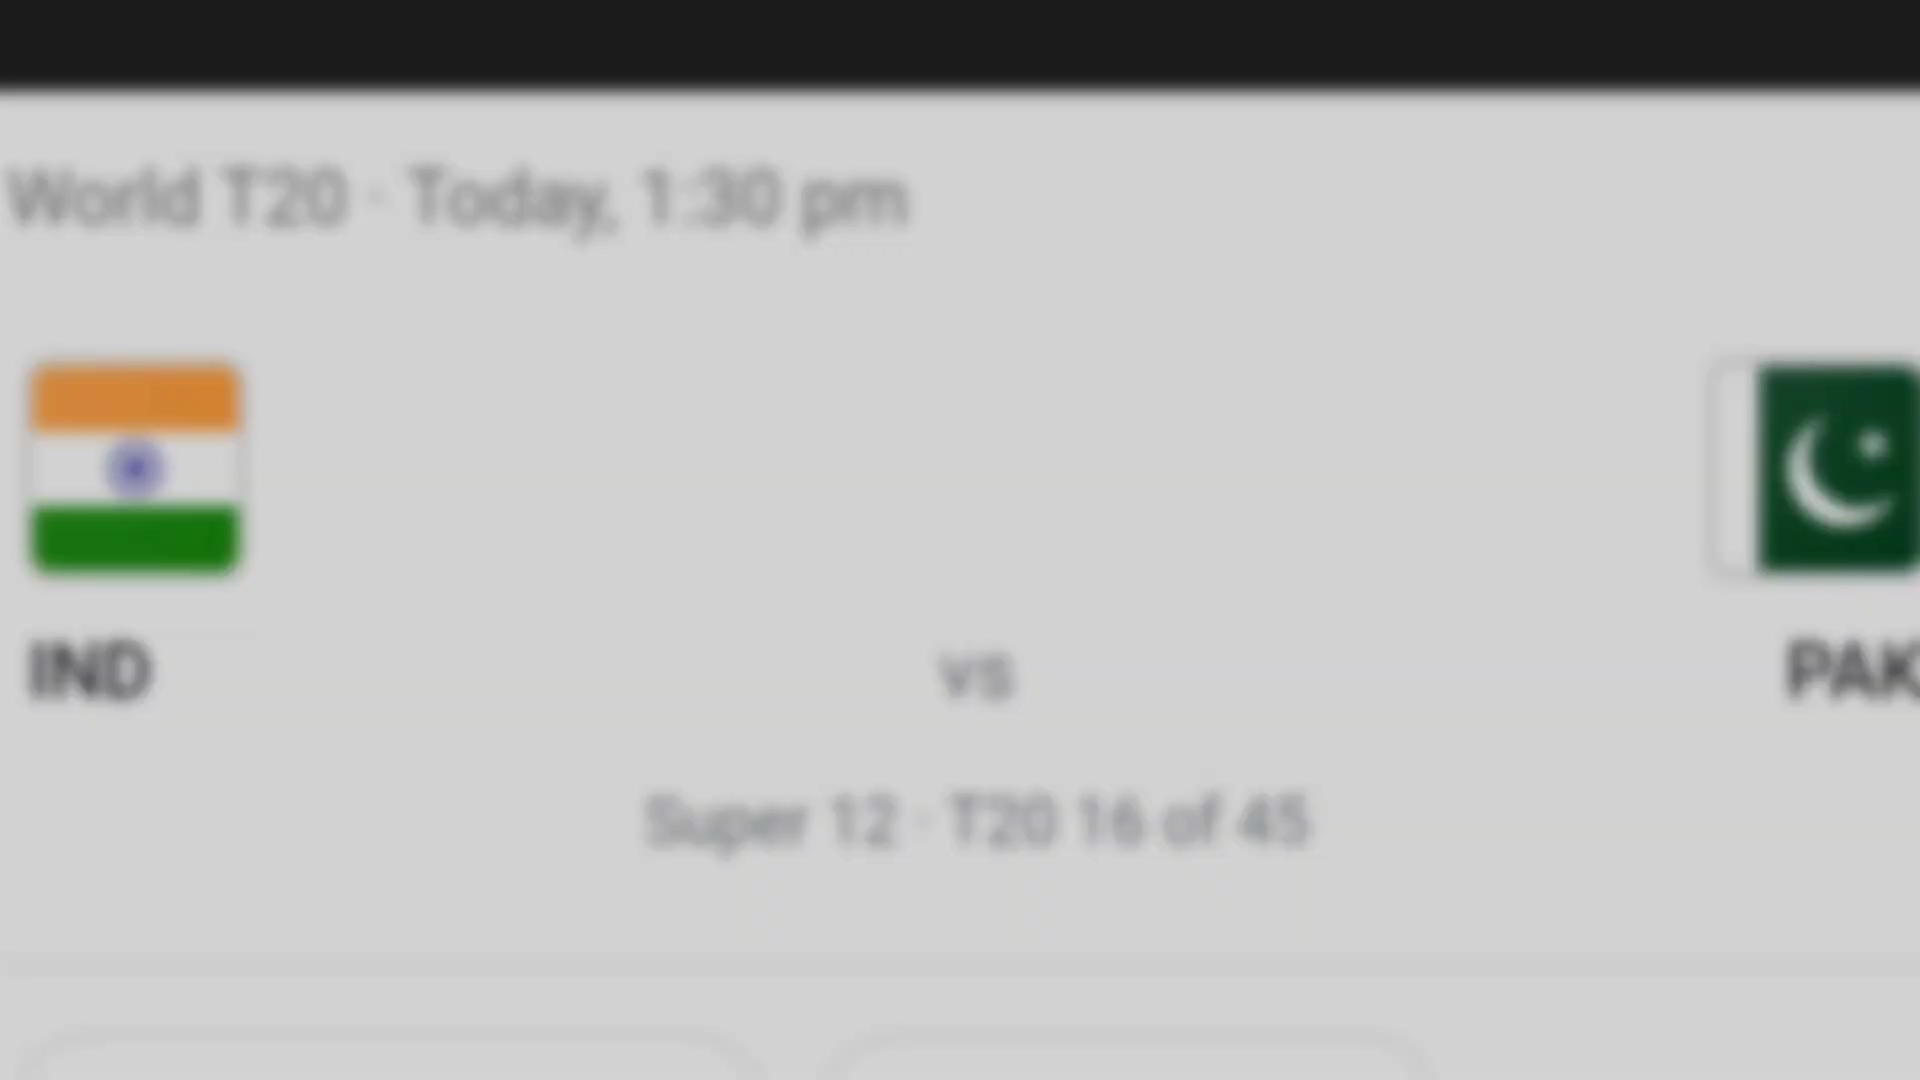 World T20 · Today, 1:30 pm
IND
vs
PAK
Super 12 · T20 16 of 45